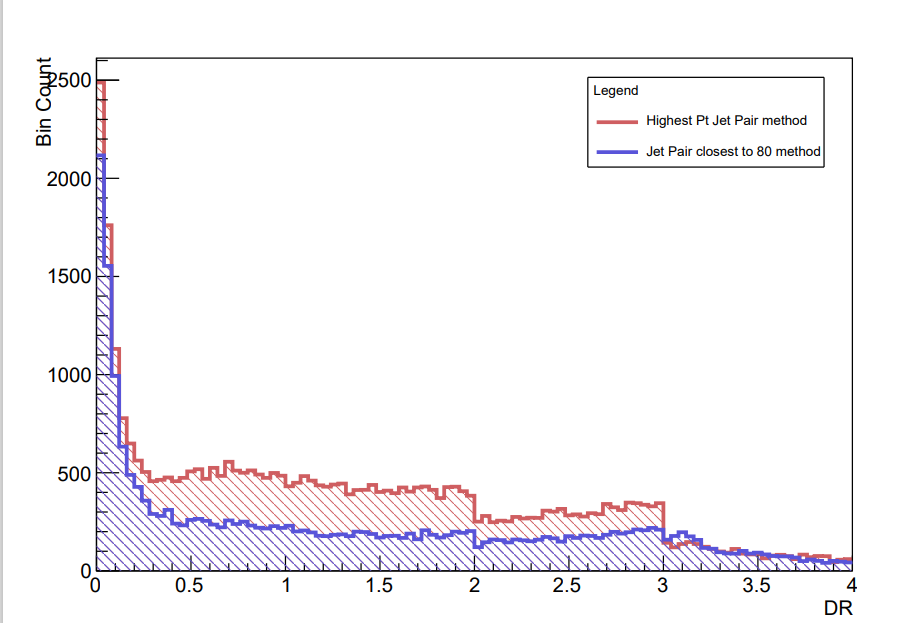 Bin Count
2500
2000
1500
1000
500
0
Legend
Highest Pt Jet Pair method
Jet Pair closest to 80 method
0 0.5 1 1.5 2 2.5 3 3.5 4
DR